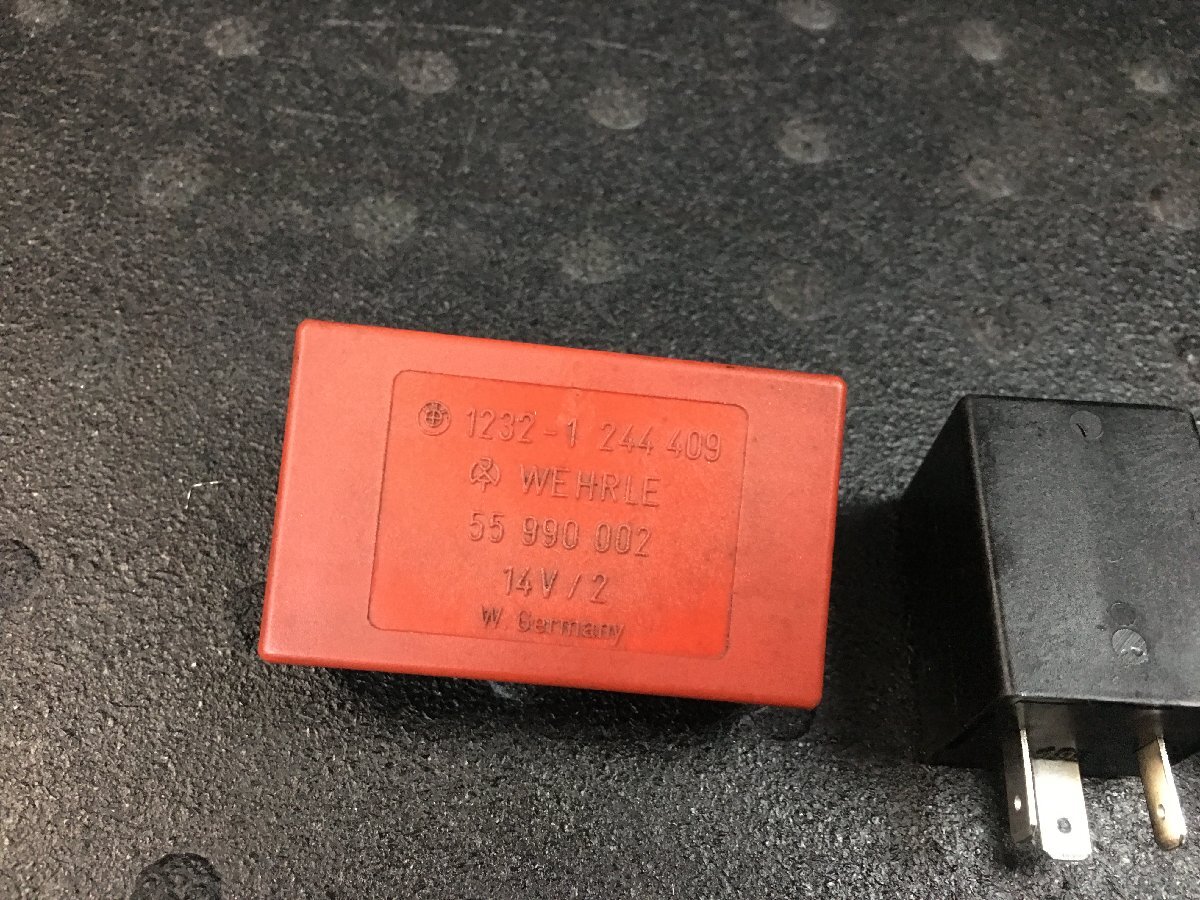 1232-1 244 409
WEHRLE
55 990 002
14V/2
W. Germany